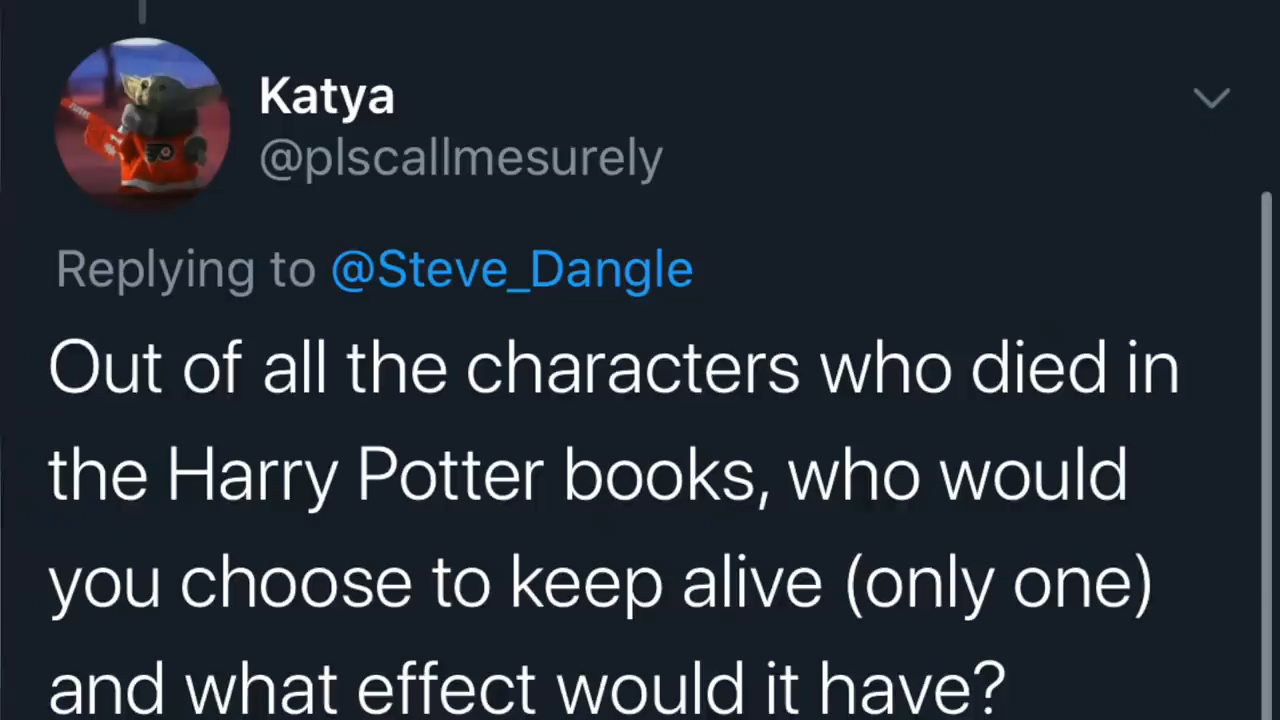 Katya
@plscallmesurely
Replying to @Steve_Dangle
Out of all the characters who died in
the Harry Potter books, who would
you choose to keep alive (only one)
and what effect would it have?